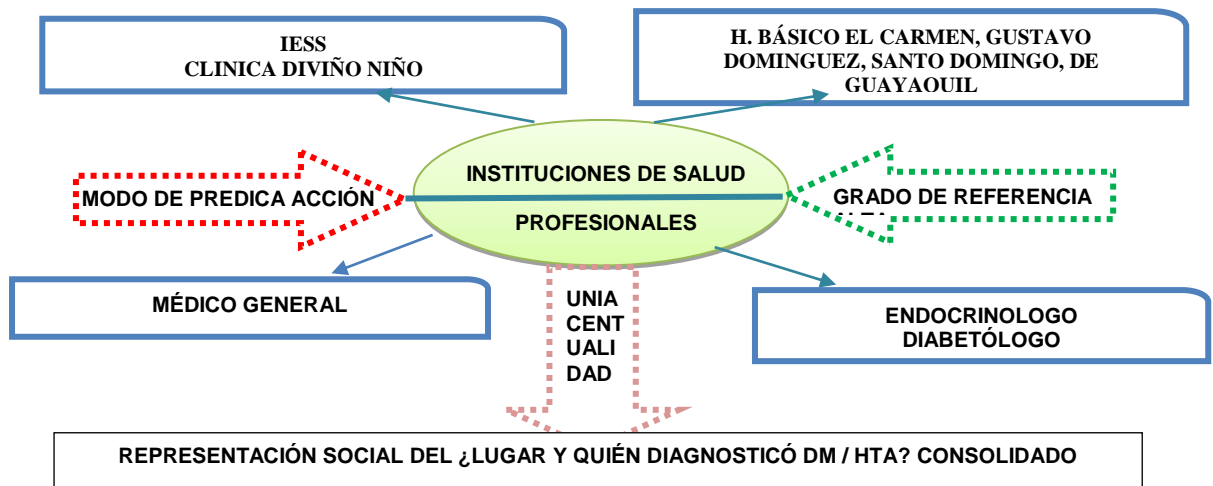 IESS
CLINICA DIVIÑO NIÑO
H. BÁSICO EL CARMEN, GUSTAVO
DOMINGUEZ, SANTO DOMINGO, DE
GUAYAOUIL
INSTITUCIONES DE SALUD
PROFESIONALES
MODO DE PREDICA ACCIÓN
GRADO DE REFERENCIA
MÉDICO GENERAL
UNIA
CENT
UALI
DAD
ENDOCRINOLOGO
DIABETÓLOGO
REPRESENTACIÓN SOCIAL DEL ¿LUGAR Y QUIÉN DIAGNOSTICÓ DM / HTA? CONSOLIDADO